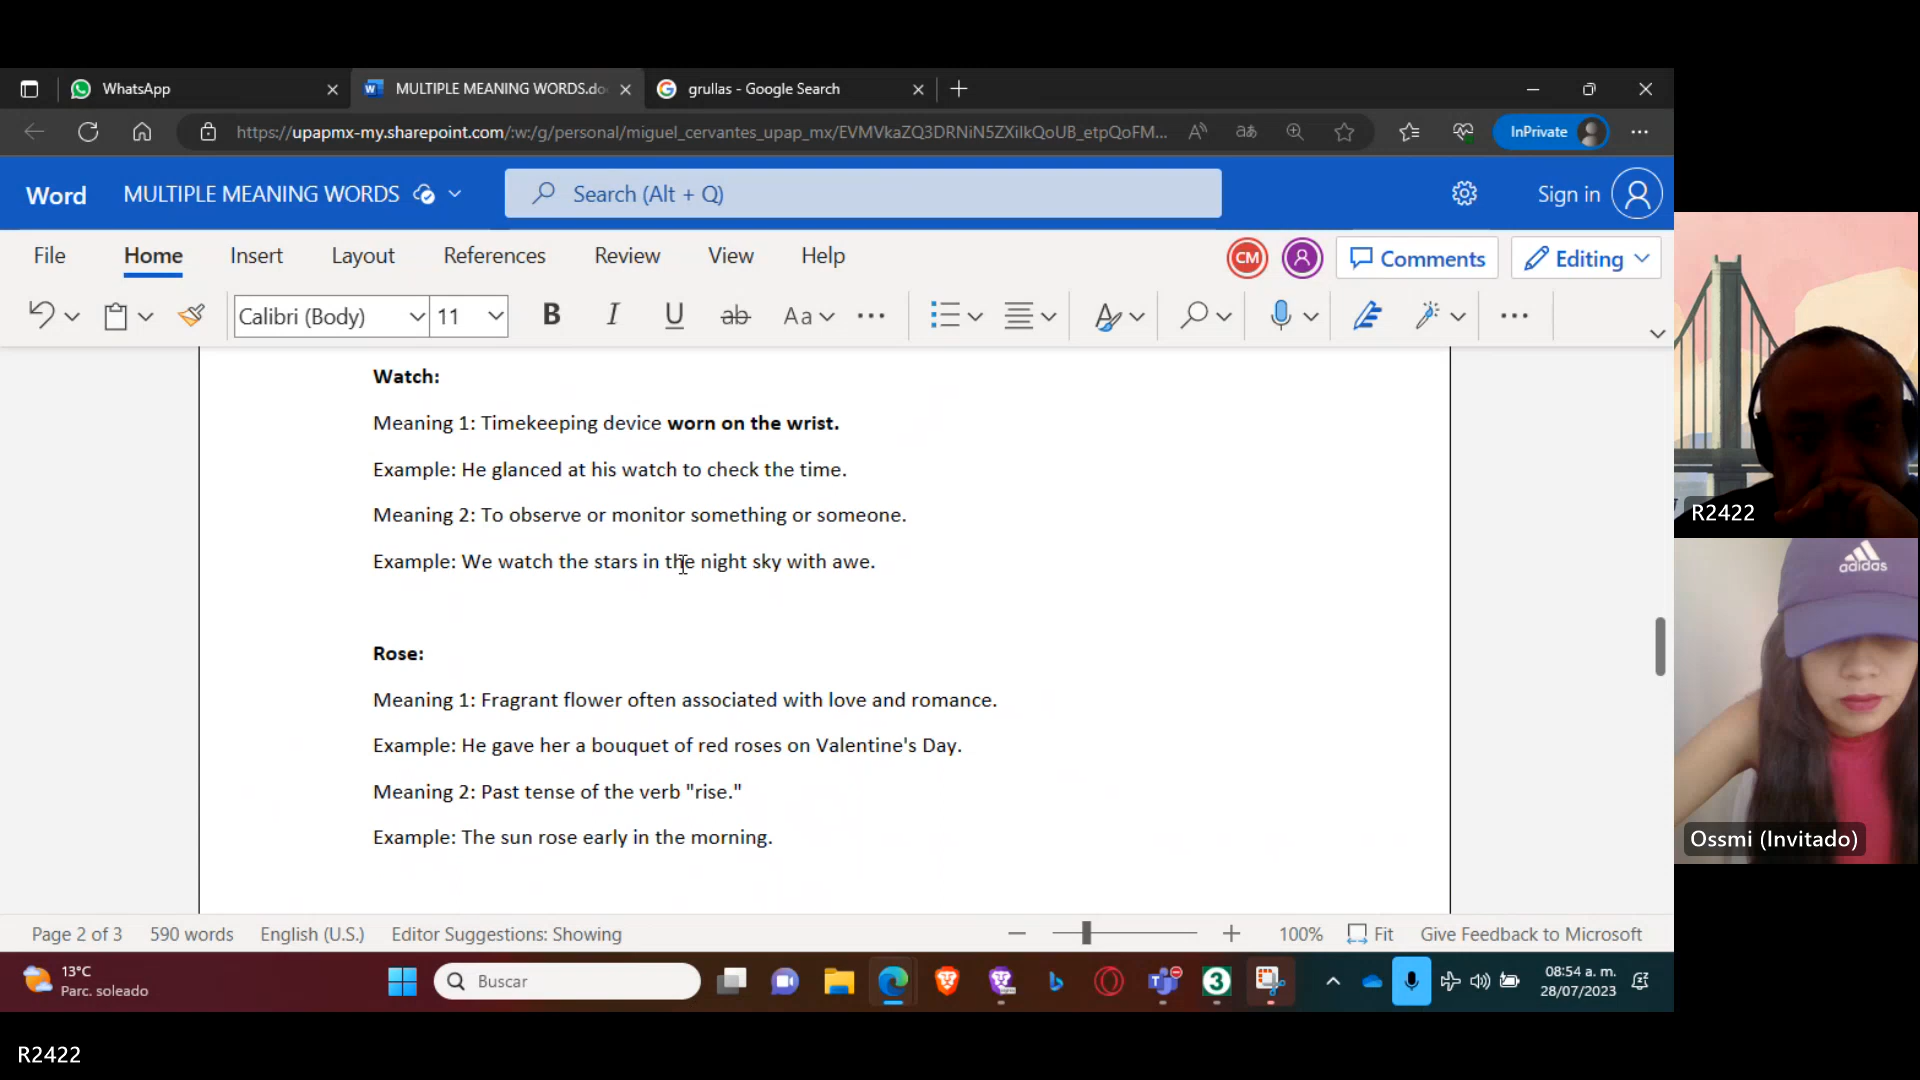 WhatsApp
MULTIPLE MEANING WORDS.do
grullas - Google Search
https://upapmx-my.sharepoint.com/:w:/g/personal/miguel_cervantes_upap_mx/EVMVkaZQ3DRNiN5ZXiIkQoUB_etpQoFM...
InPrivate
Word
MULTIPLE MEANING WORDS
Search (Alt + Q)
Sign in
File Home Insert Layout References Review View Help
CM
Comments
Editing
Calibri (Body)
11
Watch:
Meaning 1: Timekeeping device worn on the wrist.
Example: He glanced at his watch to check the time.
Meaning 2: To observe or monitor something or someone.
Example: We watch the stars in the night sky with awe.
Rose:
Meaning 1: Fragrant flower often associated with love and romance.
Example: He gave her a bouquet of red roses on Valentine's Day.
Meaning 2: Past tense of the verb "rise."
Example: The sun rose early in the morning.
Page 2 of 3 590 words English (U.S.) Editor Suggestions: Showing
100%
Fit
Give Feedback to Microsoft
13°C
Parc. soleado
Buscar
08:54 a. m.
28/07/2023
R2422
adidas
Ossmi (Invitado)
R2422